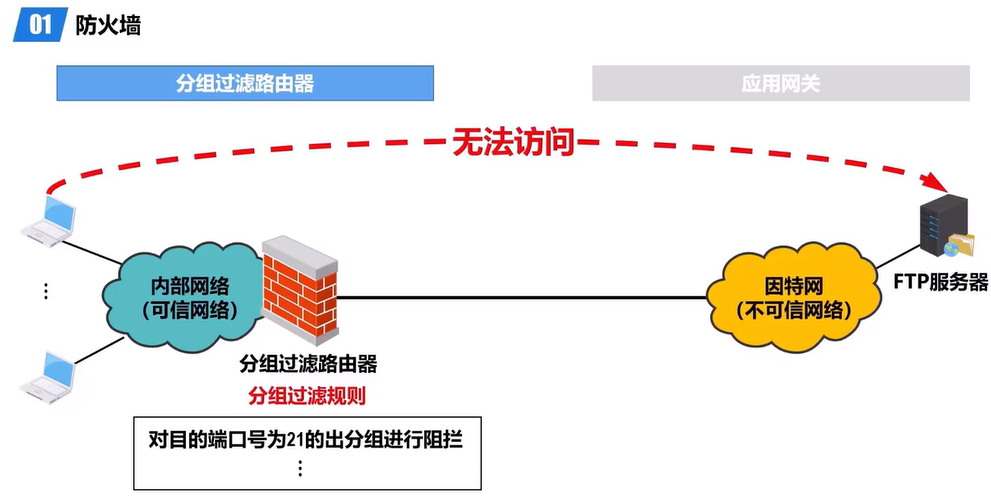 01 防火墙
分组过滤路由器
应用网关
无法访问
内部网络
(可信网络)
因特网
(不可信网络)
FTP服务器
分组过滤路由器
分组过滤规则
对目的端口号为21的出分组进行阻拦
⋮